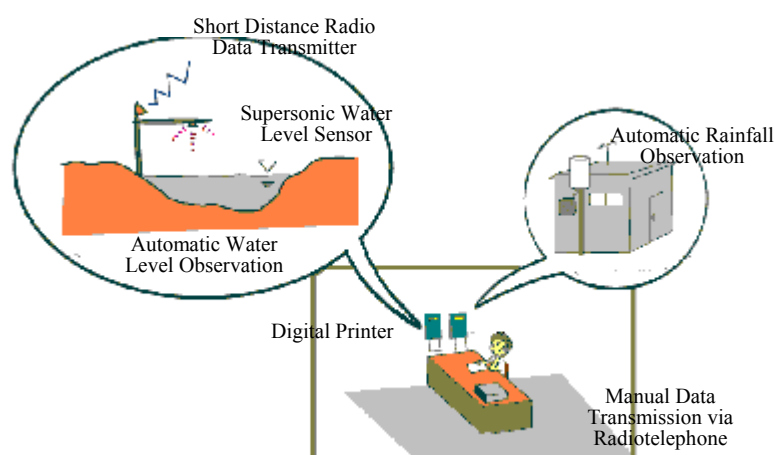 Short Distance Radio
Data Transmitter
Supersonic Water
Level Sensor
Automatic Rainfall
Observation
Automatic Water
Level Observation
Digital Printer
Manual Data
Transmission via
Radiotelephone